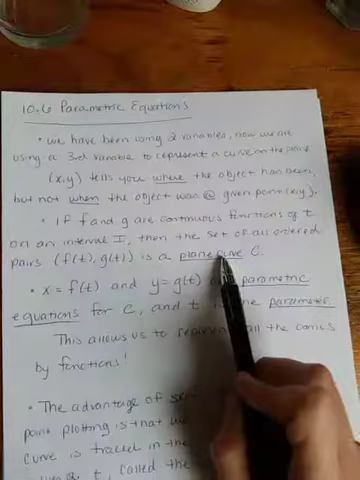 10.6 Parametric Equations
• we have been using 2 variables, now we are
using a 3rd variable to represent a curve on the plane
(x,y) tells you where the object has been,
but not when the object was @ given point (x,y).
• If f and g are continuous functions of t
on an interval I, then the set of all ordered
pairs (f(t), g(t)) is a plane curve C.
• x = f(t) and y = g(t) parametric
equations for C, and t is the parameter
This allows us to all the conics
by functions!
• The advantage of
point plotting is that
curve is traced in the
t, called the